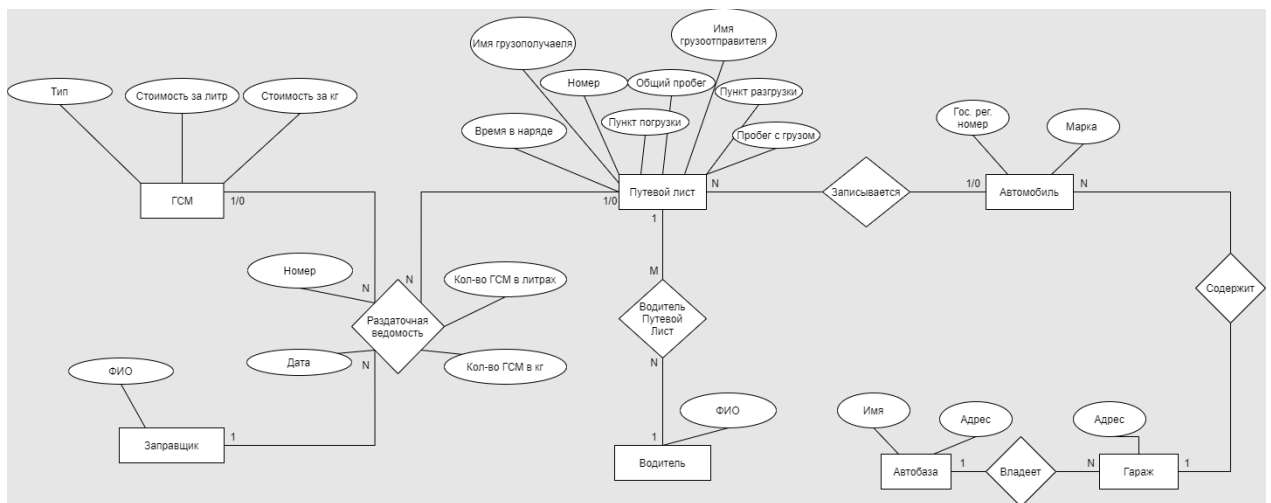 Имя
грузоотправителя
Имя грузополучаеля
Номер
Общий пробег
Тип
Стоимость за литр
Стоимость за кг
Пункт разгрузки
Время в наряде
Пункт погрузки
Пробег с грузом
Гос. рег.
номер
Марка
ГСМ
1/0
Путевой лист
1/0
N
1
Записывается
1/0
Автомобиль
N
Номер
N
N
Кол-во ГСМ в литрах
M
Содержит
Раздаточная
ведомость
Водитель
Путевой
Лист
Дата
N
Кол-во ГСМ в кг
N
ФИО
ФИО
Имя
Адрес
Адрес
Заправщик
1
1
Водитель
Автобаза
1
Владеет
N
Гараж
1